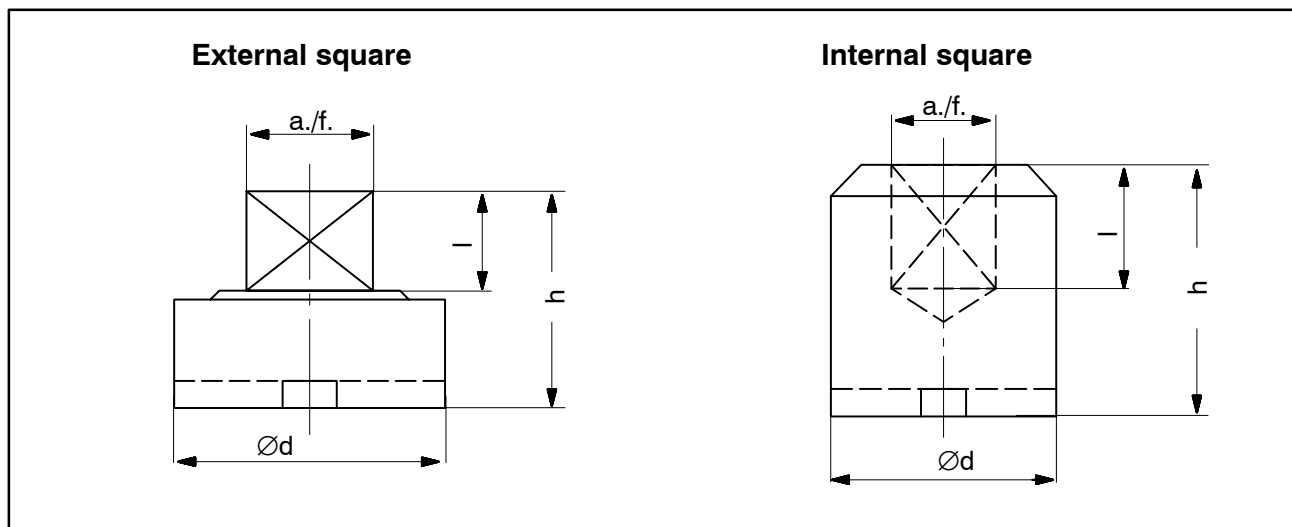 External square
Internal square
a./f.
a./f.
l
h
l
h
∅d
∅d